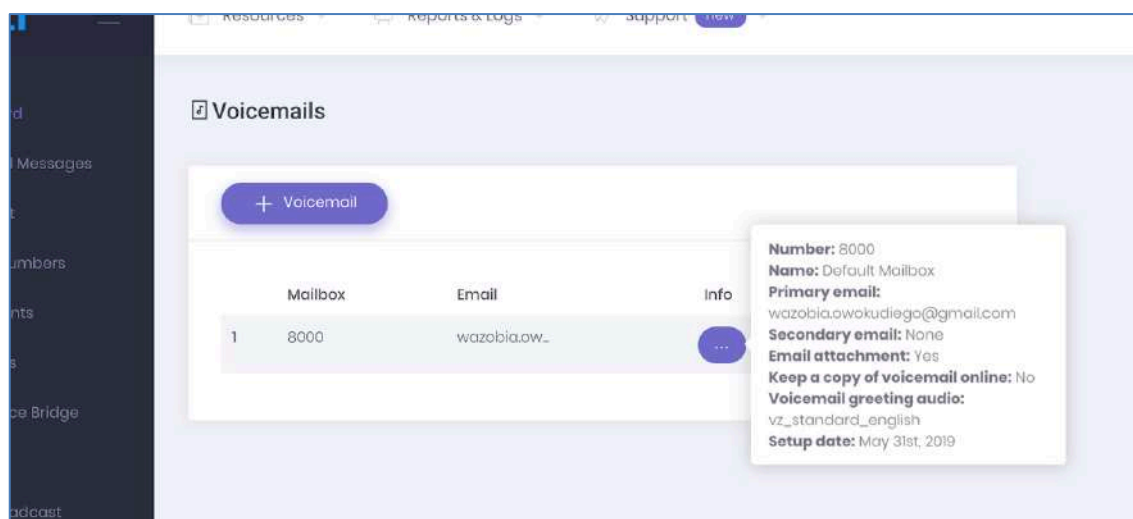 Resources Reports & Logs Support new
d
Messages
Voicemails
t
+ Voicemail
umbers
Number: 8000
Name: Default Mailbox
Mailbox Email Info Primary email:
nts wazobia.owokudiego@gmail.com
1 8000 wazobia.ow... ... Secondary email: None
Email attachment: Yes
s
Keep a copy of voicemail online: No
ce Bridge Voicemail greeting audio:
vz_standard_english
Setup date: May 31st, 2019
adcast